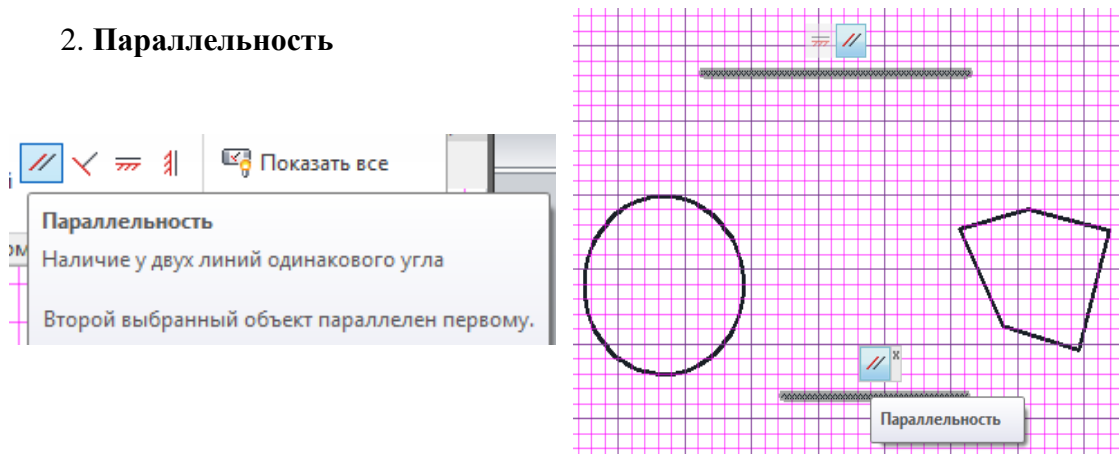 2. Параллельность
Показать все
Параллельность
Наличие у двух линий одинакового угла
Второй выбранный объект параллелен первому.
x
Параллельность